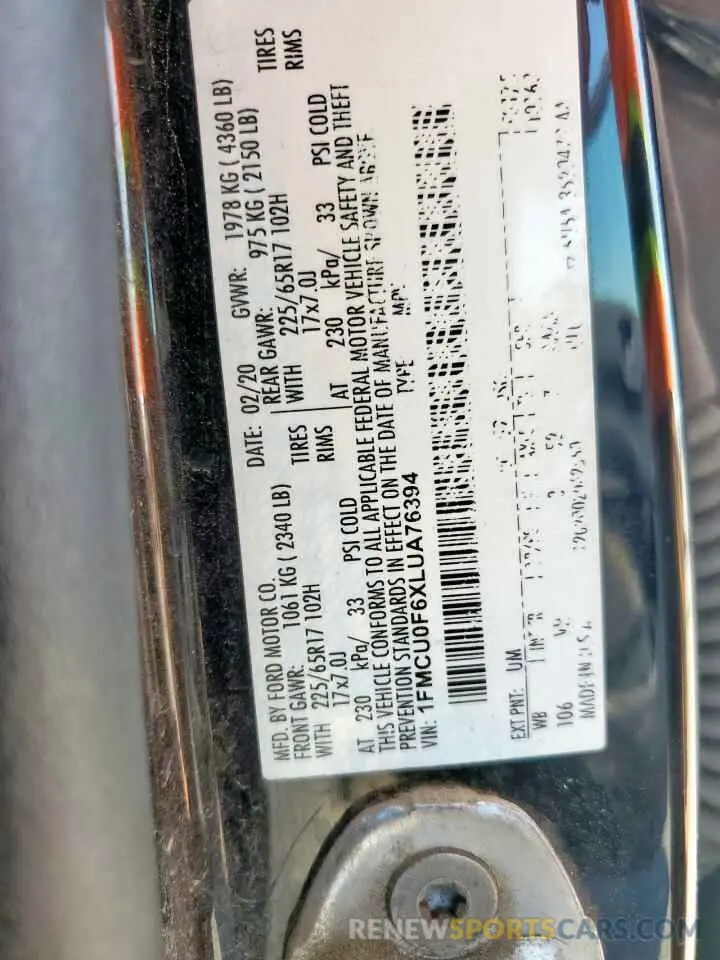 MFD. BY FORD MOTOR CO.
DATE: 02/20 GVWR: 1978 KG ( 4360 LB)
FRONT GAWR: 1061 KG ( 2340 LB)
REAR GAWR: 975 KG ( 2150 LB)
WITH 225/65R17 102H TIRES
WITH 225/65R17 102H TIRES
17x7.0J RIMS
17x7.0J RIMS
AT 230 kPa/ 33 PSI COLD
AT 230 kPa/ 33 PSI COLD
THIS VEHICLE CONFORMS TO ALL APPLICABLE FEDERAL MOTOR VEHICLE SAFETY AND THEFT
PREVENTION STANDARDS IN EFFECT ON THE DATE OF MANUFACTURE SHOWN ABOVE
VIN: 1FMCU0F6XLUA76394
TYPE MPV
EXT PNT: UM
WB
106
MADE IN U.S.A.
RENEWSPORTSCARS.COM